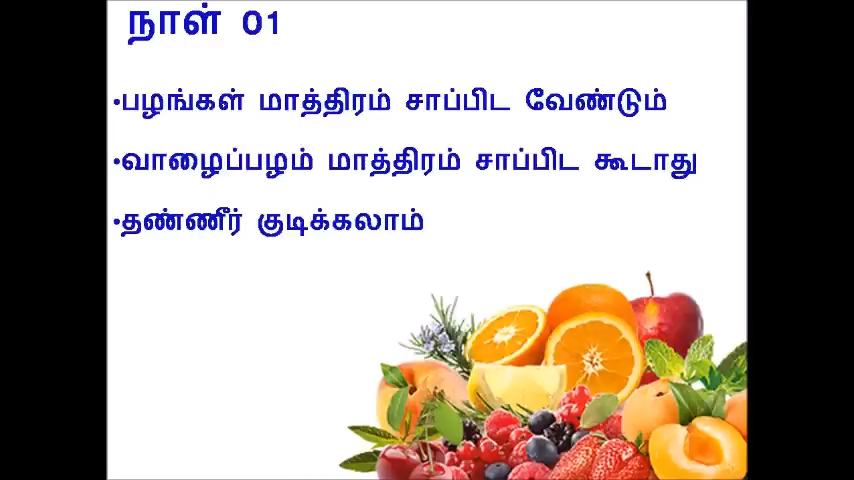 நாள் 01
•பழங்கள் மாத்திரம் சாப்பிட வேண்டும்
•வாழைப்பழம் மாத்திரம் சாப்பிட கூடாது
•தண்ணீர் குடிக்கலாம்